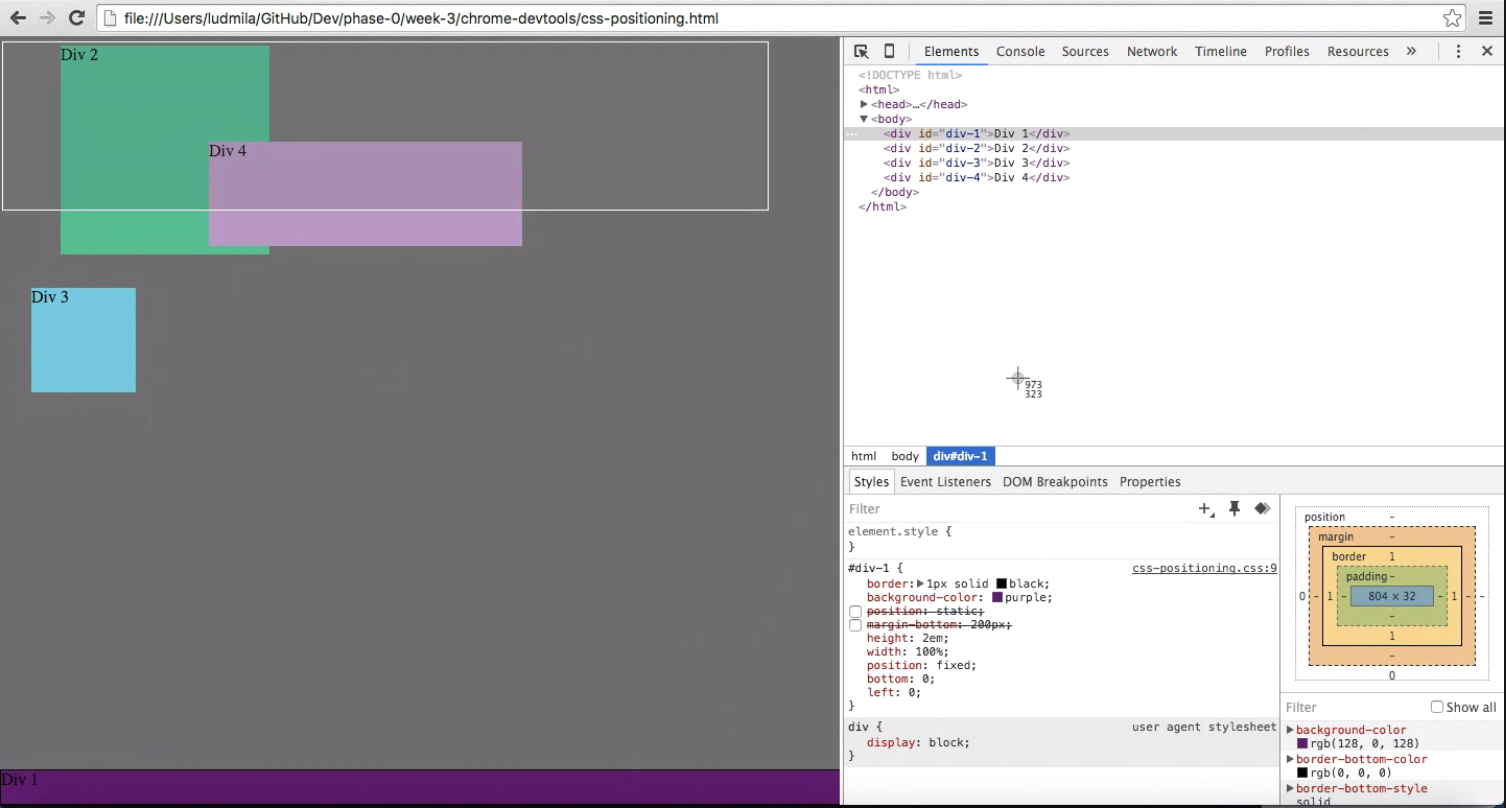 file:///Users/ludmila/GitHub/Dev/phase-0/week-3/chrome-devtools/css-positioning.html
Div 2
Div 4
Div 3
Div 1
Elements Console Sources Network Timeline Profiles Resources »
<!DOCTYPE html>
<html>
<head>…</head>
<body>
<div id="div-1">Div 1</div>
<div id="div-2">Div 2</div>
<div id="div-3">Div 3</div>
<div id="div-4">Div 4</div>
</body>
</html>
973
323
html body div#div-1
Styles Event Listeners DOM Breakpoints Properties
Filter
element.style {
}
#div-1 { css-positioning.css:9
border: 1px solid black;
background-color: purple;
position: static;
margin-bottom: 200px;
height: 2em;
width: 100%;
position: fixed;
bottom: 0;
left: 0;
}
div { user agent stylesheet
display: block;
}
position -
margin -
border 1
padding -
0 - 1 - 804 × 32 - 1 - -
-
1
-
0
Filter Show all
background-color
rgb(128, 0, 128)
border-bottom-color
rgb(0, 0, 0)
border-bottom-style
solid